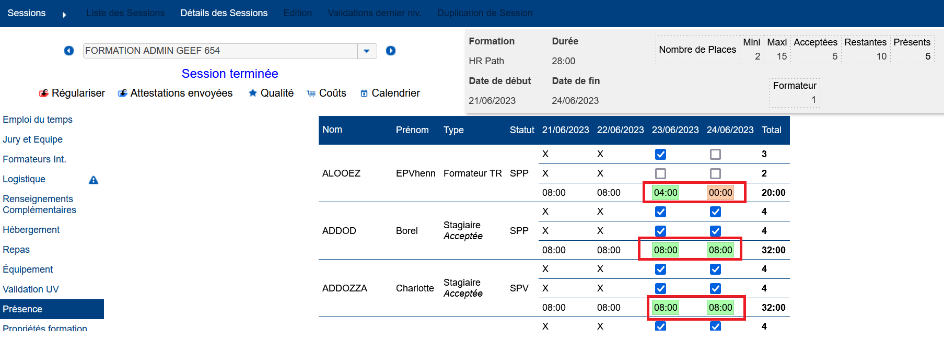 Sessions Liste des Sessions Détails des Sessions Edition Validations dernier niv. Duplication de Session
FORMATION ADMIN GEEF 654
Session terminée
Régulariser Attestations envoyées Qualité Coûts Calendrier
Formation Durée
HR Path 28:00
Date de début Date de fin
21/06/2023 24/06/2023
Nombre de Places Mini Maxi Acceptées Restantes Présents
2 15 5 10 5
Formateur
1
Emploi du temps
Jury et Equipe
Formateurs Int.
Logistique
Renseignements
Complémentaires
Hébergement
Repas
Équipement
Validation UV
Présence
Propriétés formation
Nom Prénom Type Statut 21/06/2023 22/06/2023 23/06/2023 24/06/2023 Total
X X 3
ALOOEZ EPVhenn Formateur TR SPP X X 2
08:00 08:00 04:00 00:00 20:00
X X 4
ADDOD Borel Stagiaire Acceptée SPP X X 4
08:00 08:00 08:00 08:00 32:00
X X 4
ADDOZZA Charlotte Stagiaire Acceptée SPV X X 4
08:00 08:00 08:00 08:00 32:00
X X 4